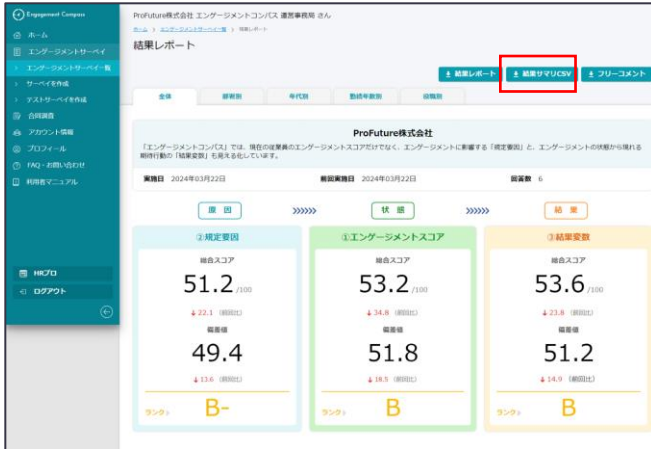 Engagement Compass
ProFuture株式会社 エンゲージメントコンパス 運営事務局 さん
ホーム
エンゲージメントサーベイ
エンゲージメントサーベイ一覧
サーベイを作成
テストサーベイを作成
合同調査
アカウント情報
プロフィール
FAQ・お問い合わせ
利用者マニュアル
HRプロ
ログアウト
ホーム > エンゲージメントサーベイ一覧 > 結果レポート
結果レポート
結果レポート
結果サマリCSV
フリーコメント
全体
部署別
年代別
勤続年数別
役職別
ProFuture株式会社
「エンゲージメントコンパス」では、現在の従業員のエンゲージメントスコアだけでなく、エンゲージメントに影響する「規定要因」と、エンゲージメントの状態から現れる
期待行動の「結果変数」も見える化しています。
実施日 2024年03月22日
前回実施日 2024年03月22日
回答数 6
原 因
>>>>>
状 態
>>>>>
結 果
②規定要因
総合スコア
51.2 /100
↓ 22.1 (前回比)
偏差値
49.4
↓ 13.6 (前回比)
ランク B-
①エンゲージメントスコア
総合スコア
53.2 /100
↓ 34.8 (前回比)
偏差値
51.8
↓ 18.5 (前回比)
ランク B
③結果変数
総合スコア
53.6 /100
↓ 23.8 (前回比)
偏差値
51.2
↓ 14.9 (前回比)
ランク B